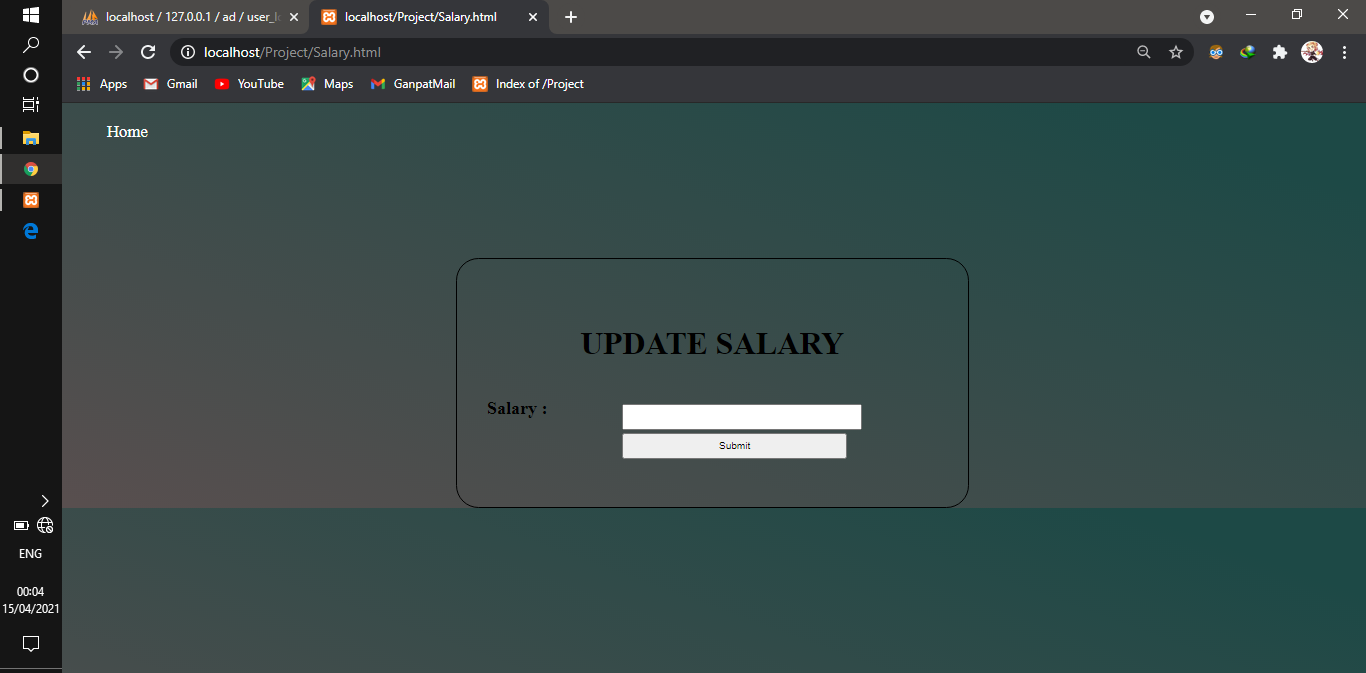 localhost / 127.0.0.1 / ad / user_l
localhost/Project/Salary.html
localhost/Project/Salary.html
Apps
Gmail
YouTube
Maps
GanpatMail
Index of /Project
Home
UPDATE SALARY
Salary :
Submit
ENG
00:04
15/04/2021